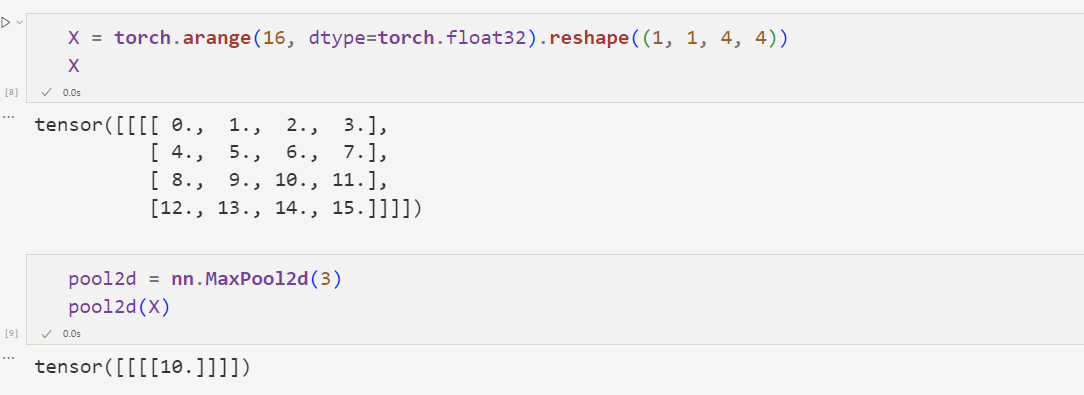 X = torch.arange(16, dtype=torch.float32).reshape((1, 1, 4, 4))
X
[8] 0.0s
... tensor([[[[ 0.,  1.,  2.,  3.],
[ 4.,  5.,  6.,  7.],
[ 8.,  9., 10., 11.],
[12., 13., 14., 15.]]]])
pool2d = nn.MaxPool2d(3)
pool2d(X)
[9] 0.0s
... tensor([[[[10.]]]])